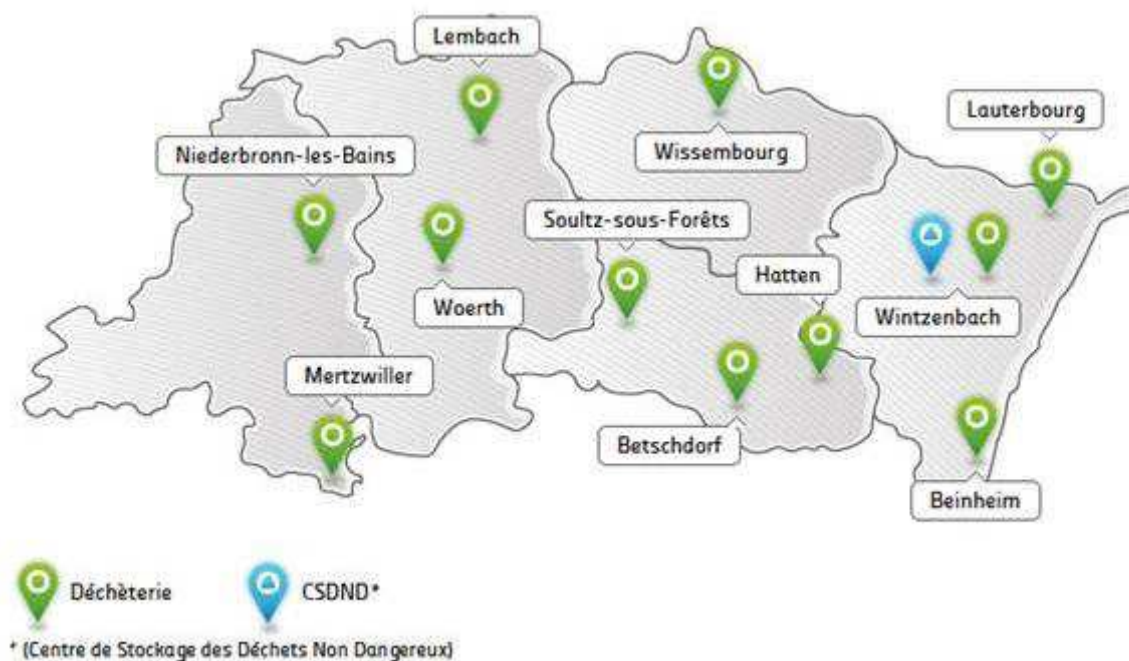 Lembach
Wissembourg
Lauterbourg
Niederbronn-les-Bains
Soultz-sous-Forêts
Hatten
Woerth
Wintzenbach
Mertzwiller
Betschdorf
Beinheim
Déchèterie
CSDND*
* (Centre de Stockage des Déchets Non Dangereux)